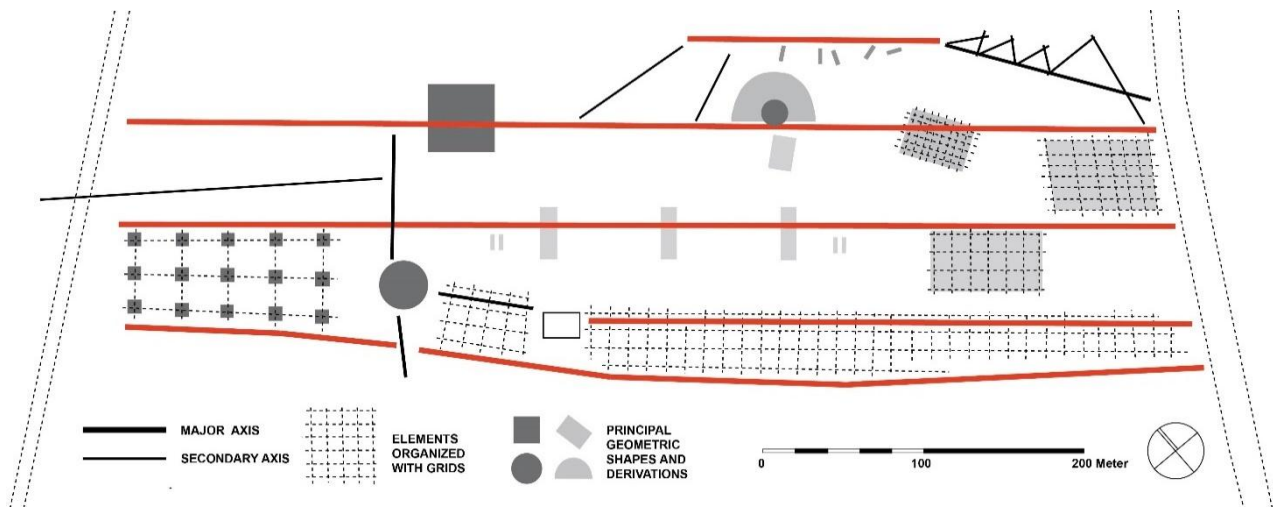 MAJOR AXIS
SECONDARY AXIS
ELEMENTS
ORGANIZED
WITH GRIDS
PRINCIPAL
GEOMETRIC
SHAPES AND
DERIVATIONS
0 100 200 Meter